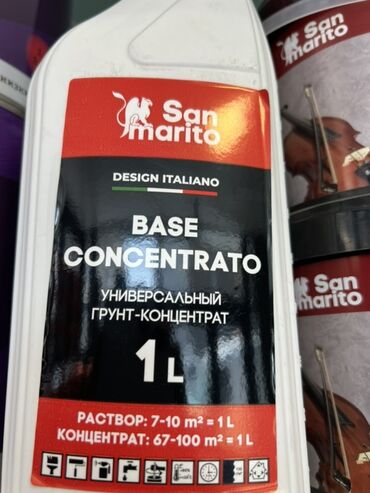 San
marito
DESIGN ITALIANO
BASE
CONCENTRATO
УНИВЕРСАЛЬНЫЙ
ГРУНТ-КОНЦЕНТРАТ
1 L
РАСТВОР: 7-10 m² = 1 L
КОНЦЕНТРАТ: 67-100 m² = 1 L
San
marito
San
marito